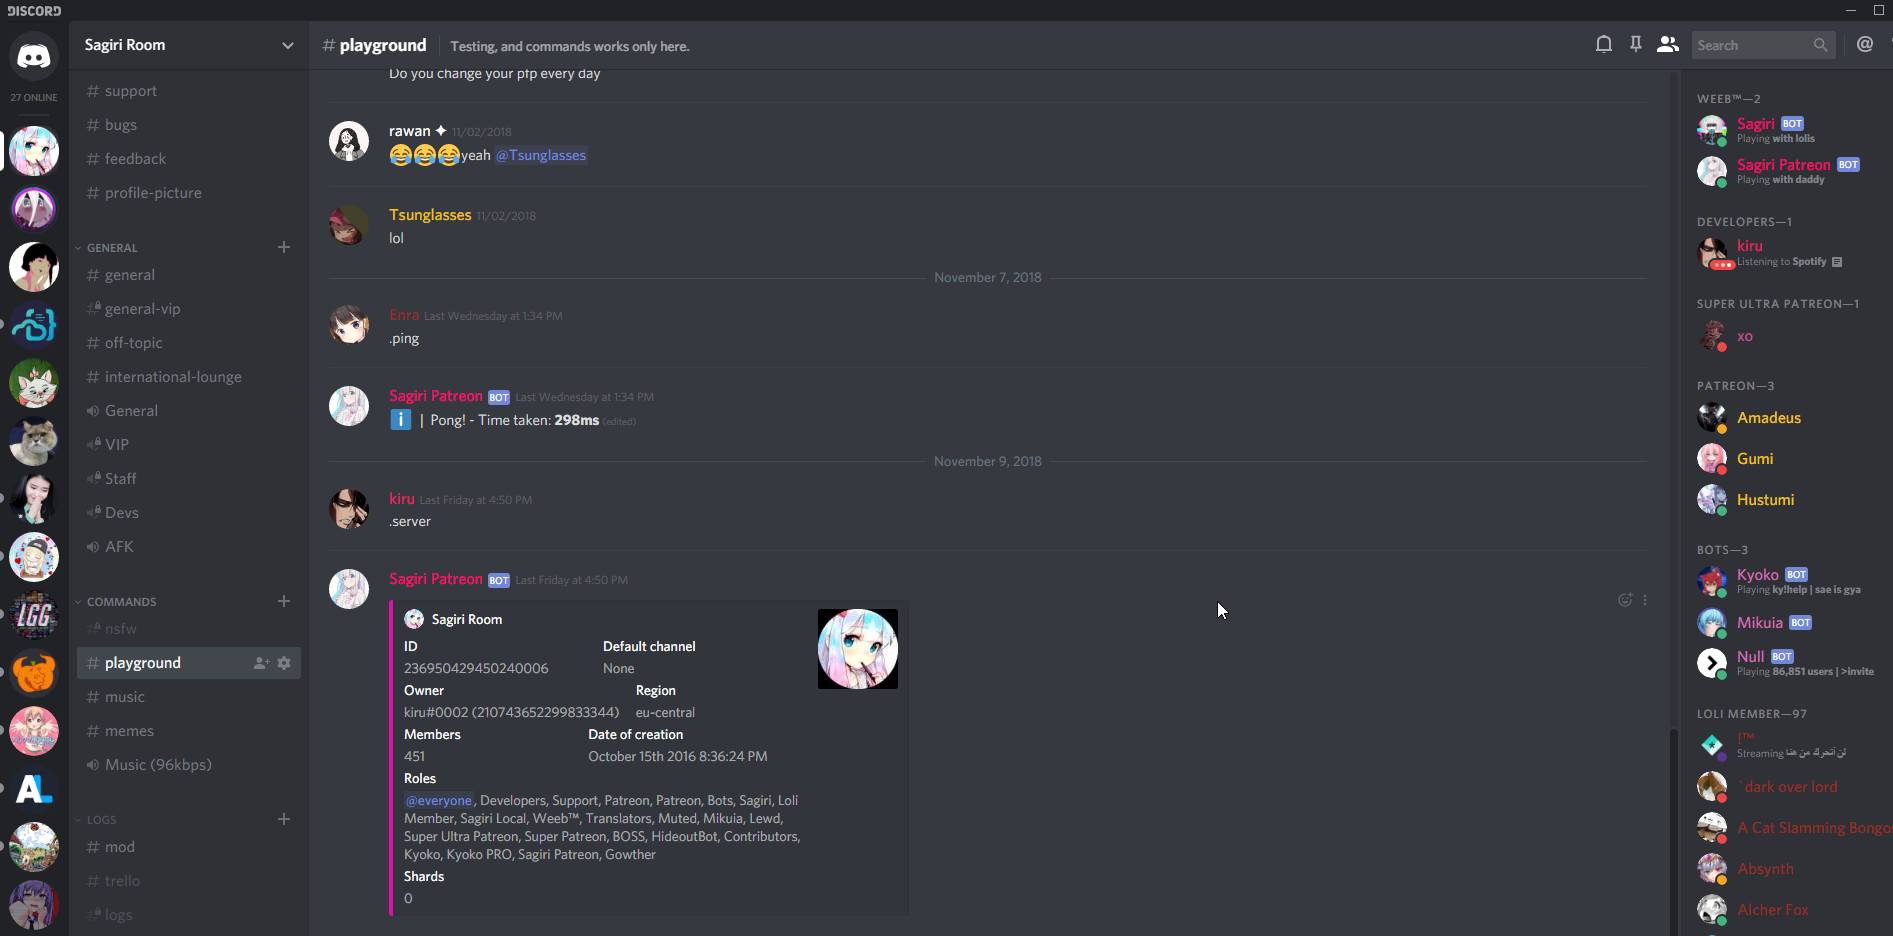 DISCORD
27 ONLINE
LGG
AL
Sagiri Room
# support
# bugs
# feedback
# profile-picture
GENERAL
# general
general-vip
# off-topic
# international-lounge
General
VIP
Staff
Devs
AFK
COMMANDS
nsfw
# playground
# music
# memes
Music (96kbps)
LOGS
# mod
# trello
logs
# playground
Testing, and commands works only here.
Search
@
Do you change your pfp every day
rawan ✦ 11/02/2018
😂😂😂yeah @Tsunglasses
Tsunglasses 11/02/2018
lol
November 7, 2018
Enra Last Wednesday at 1:34 PM
.ping
Sagiri Patreon BOT Last Wednesday at 1:34 PM
ℹ | Pong! - Time taken: 298ms (edited)
November 9, 2018
kiru Last Friday at 4:50 PM
.server
Sagiri Patreon BOT Last Friday at 4:50 PM
Sagiri Room
ID Default channel
236950429450240006 None
Owner Region
kiru#0002 (210743652299833344) eu-central
Members Date of creation
451 October 15th 2016 8:36:24 PM
Roles
@everyone, Developers, Support, Patreon, Patreon, Bots, Sagiri, Loli
Member, Sagiri Local, Weeb™, Translators, Muted, Mikuia, Lewd,
Super Ultra Patreon, Super Patreon, BOSS, HideoutBot, Contributors,
Kyoko, Kyoko PRO, Sagiri Patreon, Gowther
Shards
0
WEEB™—2
Sagiri BOT
Playing with lolis
Sagiri Patreon BOT
Playing with daddy
DEVELOPERS—1
kiru
Listening to Spotify
SUPER ULTRA PATREON—1
xo
PATREON—3
Amadeus
Gumi
Hustumi
BOTS—3
Kyoko BOT
Playing ky!help | sae is gya
Mikuia BOT
Null BOT
Playing 86,851 users | >invite
LOLI MEMBER—97
!™
Streaming لن أتحرك من هنا
`dark over lord
A Cat Slamming Bongos
Absynth
Alcher Fox